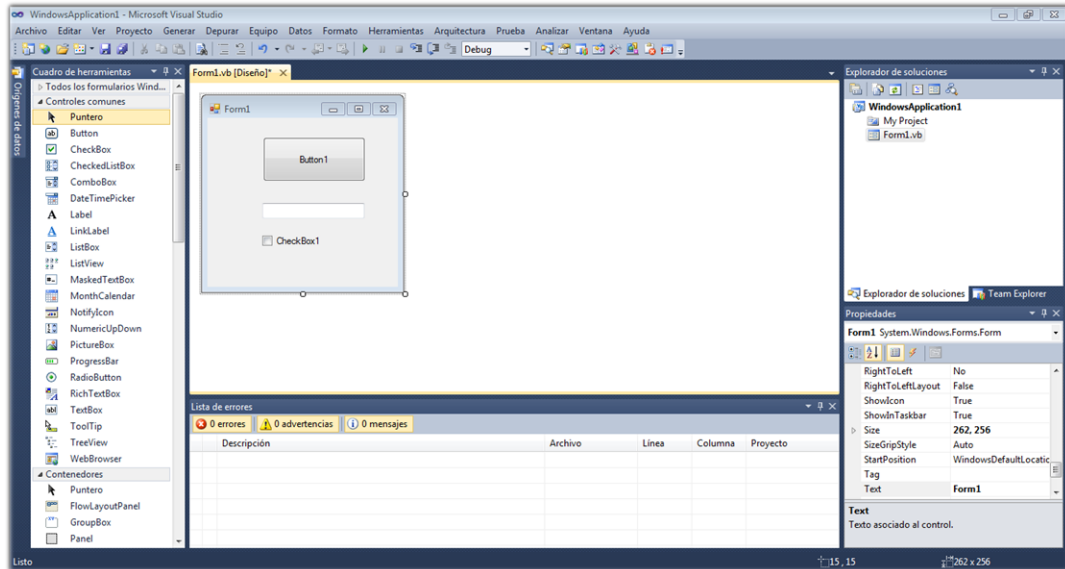 WindowsApplication1 - Microsoft Visual Studio
Archivo Editar Ver Proyecto Generar Depurar Equipo Datos Formato Herramientas Arquitectura Prueba Analizar Ventana Ayuda
Debug
Orígenes de datos
Cuadro de herramientas
Todos los formularios Wind...
Controles comunes
Puntero
Button
CheckBox
CheckedListBox
ComboBox
DateTimePicker
Label
LinkLabel
ListBox
ListView
MaskedTextBox
MonthCalendar
NotifyIcon
NumericUpDown
PictureBox
ProgressBar
RadioButton
RichTextBox
TextBox
ToolTip
TreeView
WebBrowser
Contenedores
Puntero
FlowLayoutPanel
GroupBox
Panel
Form1.vb [Diseño]*
Form1
Button1
CheckBox1
Lista de errores
0 errores 0 advertencias 0 mensajes
Descripción Archivo Línea Columna Proyecto
Explorador de soluciones
WindowsApplication1
My Project
Form1.vb
Explorador de soluciones Team Explorer
Propiedades
Form1 System.Windows.Forms.Form
RightToLeft No
RightToLeftLayout False
ShowIcon True
ShowInTaskbar True
Size 262, 256
SizeGripStyle Auto
StartPosition WindowsDefaultLocatic
Tag
Text Form1
Text
Texto asociado al control.
Listo
15 , 15
262 x 256